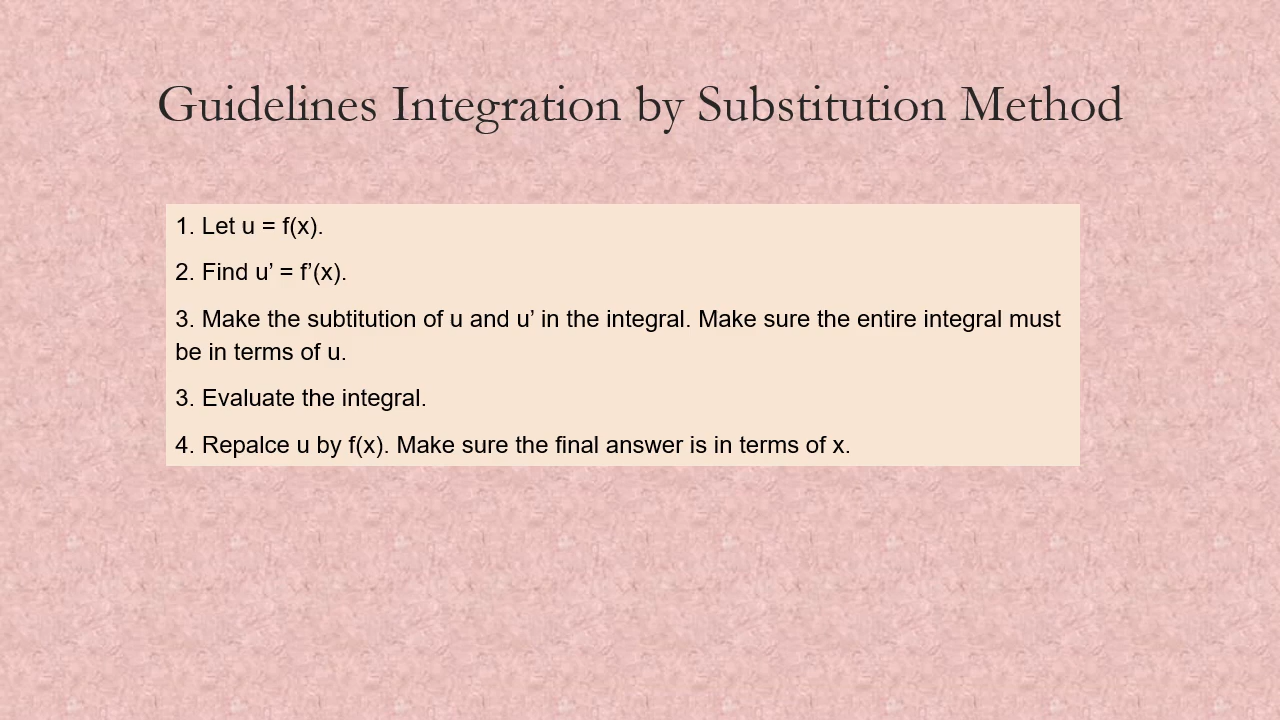 Guidelines Integration by Substitution Method
1. Let u = f(x).
2. Find u’ = f’(x).
3. Make the subtitution of u and u’ in the integral. Make sure the entire integral must
be in terms of u.
3. Evaluate the integral.
4. Repalce u by f(x). Make sure the final answer is in terms of x.